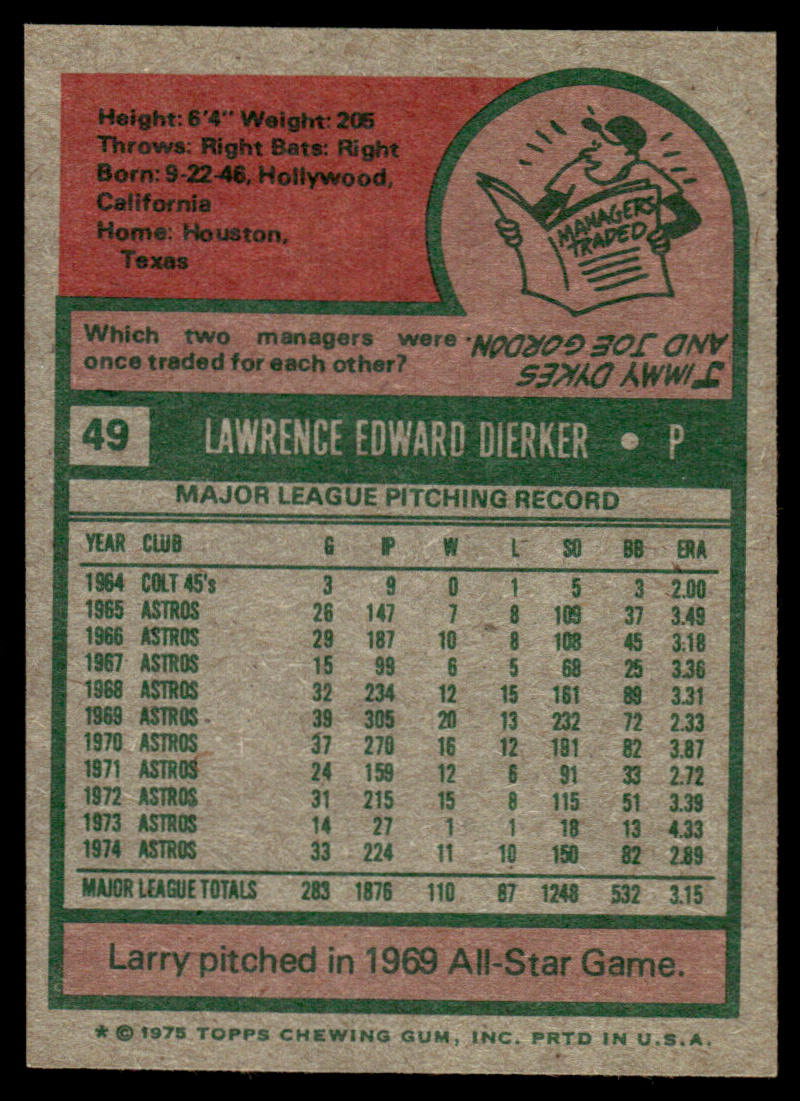 Height: 6'4" Weight: 205
Throws: Right Bats: Right
Born: 9-22-46, Hollywood,
California
Home: Houston,
Texas
MANAGERS
TRADED
Which two managers were
once traded for each other?
JIMMY DYKES
AND JOE GORDON.
49 LAWRENCE EDWARD DIERKER • P
MAJOR LEAGUE PITCHING RECORD
YEAR CLUB G IP W L SO BB ERA
1964 COLT 45's 3 9 0 1 5 3 2.00
1965 ASTROS 26 147 7 8 109 37 3.49
1966 ASTROS 29 187 10 8 108 45 3.18
1967 ASTROS 15 99 6 5 68 25 3.36
1968 ASTROS 32 234 12 15 161 89 3.31
1969 ASTROS 39 305 20 13 232 72 2.33
1970 ASTROS 37 270 16 12 191 82 3.87
1971 ASTROS 24 159 12 6 91 33 2.72
1972 ASTROS 31 215 15 8 115 51 3.39
1973 ASTROS 14 27 1 1 18 13 4.33
1974 ASTROS 33 224 11 10 150 82 2.89
MAJOR LEAGUE TOTALS 283 1876 110 87 1248 532 3.15
Larry pitched in 1969 All-Star Game.
* © 1975 TOPPS CHEWING GUM, INC. PRTD IN U.S.A.